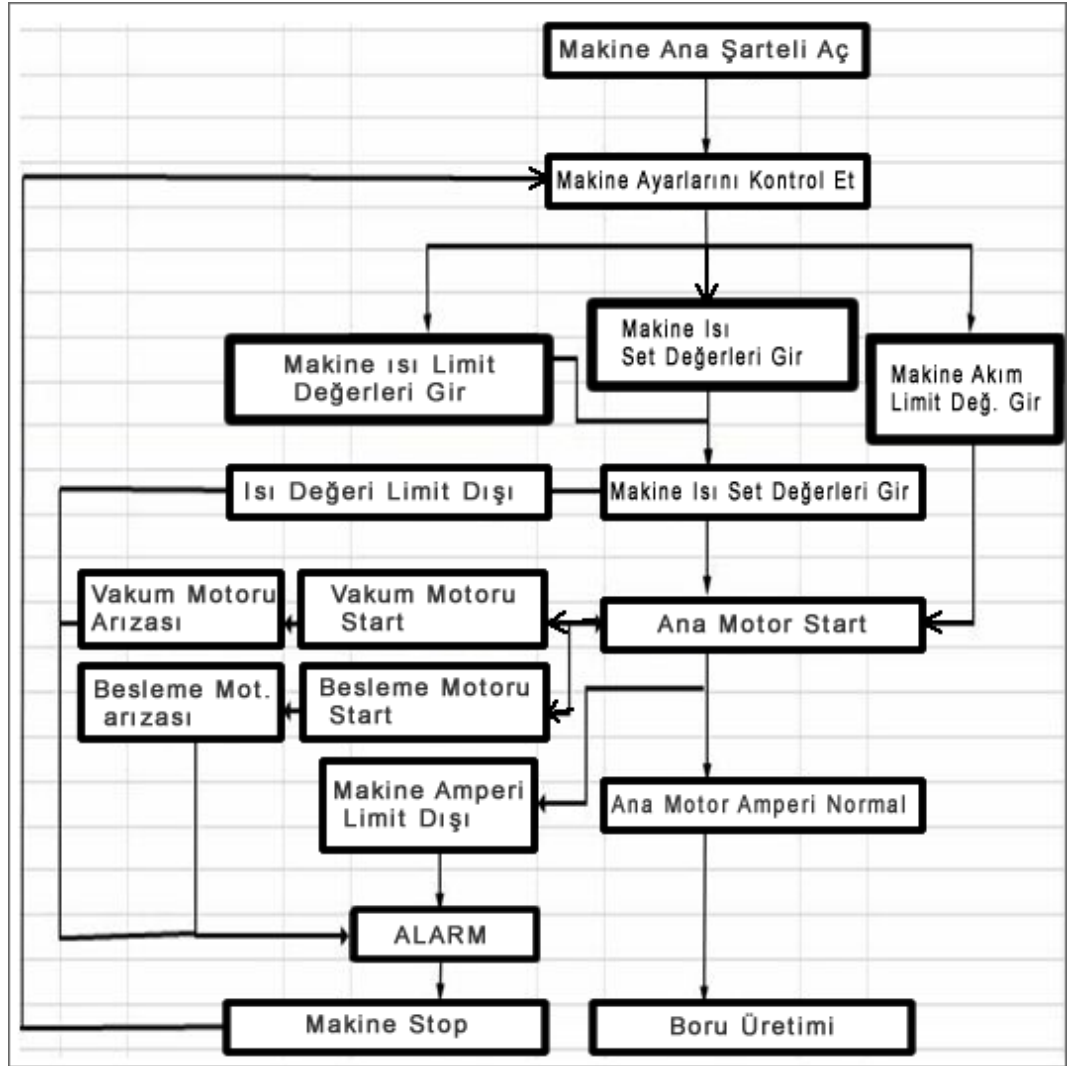 Makine Ana Şarteli Aç
Makine Ayarlarını Kontrol Et
Makine ısı Limit
Değerleri Gir
Makine Isı
Set Değerleri Gir
Makine Akım
Limit Değ. Gir
Isı Değeri Limit Dışı
Makine Isı Set Değerleri Gir
Vakum Motoru
Arızası
Vakum Motoru
Start
Ana Motor Start
Besleme Mot.
arızası
Besleme Motoru
Start
Makine Amperi
Limit Dışı
Ana Motor Amperi Normal
ALARM
Makine Stop
Boru Üretimi